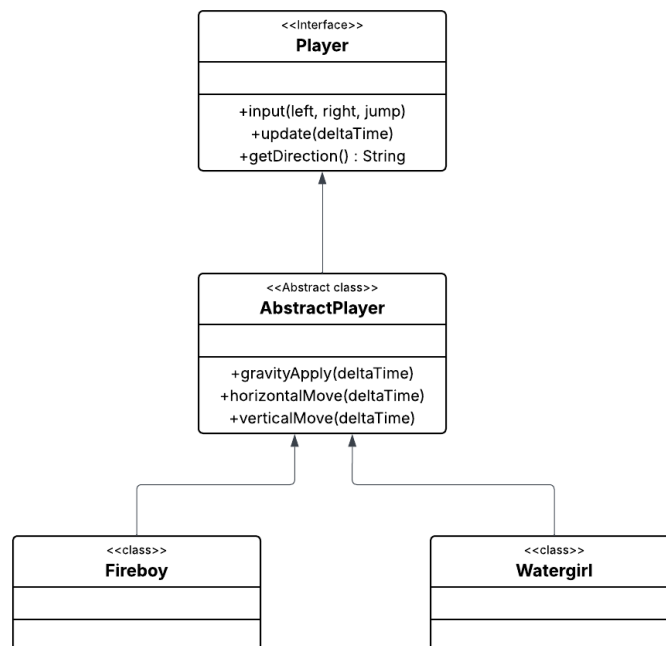 <<Interface>>
Player
+input(left, right, jump)
+update(deltaTime)
+getDirection() : String
<<Abstract class>>
AbstractPlayer
+gravityApply(deltaTime)
+horizontalMove(deltaTime)
+verticalMove(deltaTime)
<<class>>
Fireboy
<<class>>
Watergirl